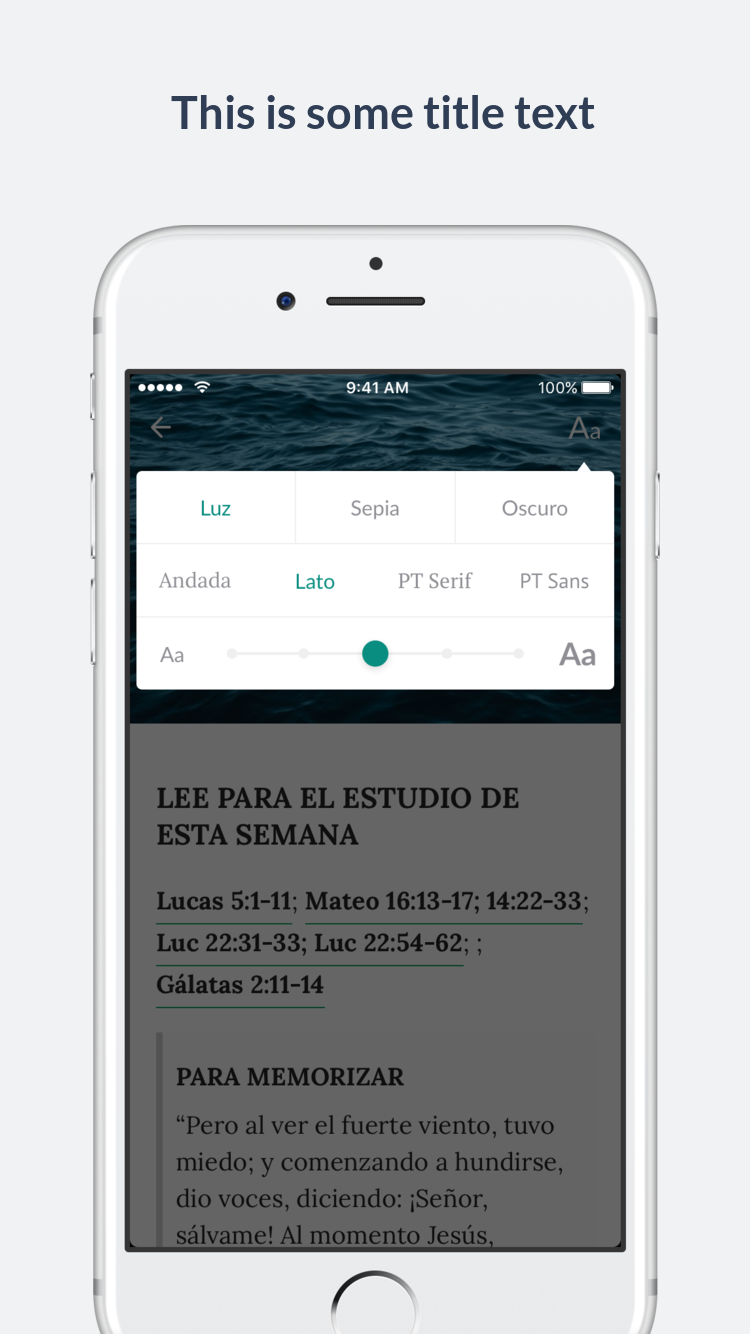 This is some title text
9:41 AM
100%
Aa
Luz Sepia Oscuro
Andada Lato PT Serif PT Sans
Aa Aa
LEE PARA EL ESTUDIO DE
ESTA SEMANA
Lucas 5:1-11; Mateo 16:13-17; 14:22-33;
Luc 22:31-33; Luc 22:54-62; ;
Gálatas 2:11-14
PARA MEMORIZAR
“Pero al ver el fuerte viento, tuvo
miedo; y comenzando a hundirse,
dio voces, diciendo: ¡Señor,
sálvame! Al momento Jesús,